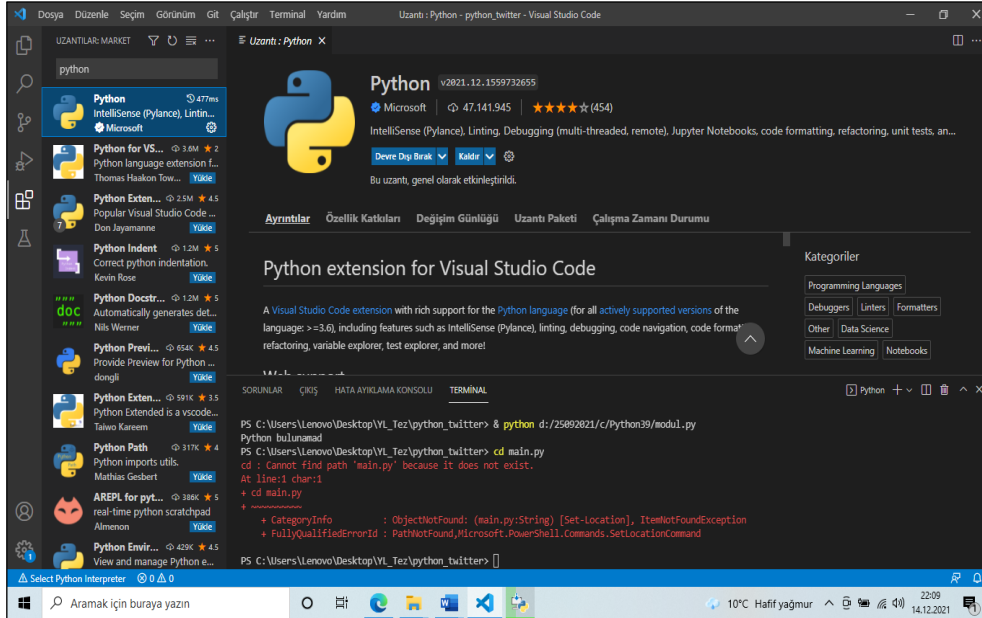 Dosya Düzenle Seçim Görünüm Git Çalıştır Terminal Yardım
Uzantı : Python - python_twitter - Visual Studio Code
UZANTILAR: MARKET
python
Python 477ms
IntelliSense (Pylance), Lintin...
Microsoft
Python for VS... 3.6M ★ 2
Python language extension f...
Thomas Haakon Tow... Yükle
Python Exten... 2.5M ★ 4.5
Popular Visual Studio Code ...
7 Don Jayamanne Yükle
Python Indent 1.2M ★ 5
Correct python indentation.
Kevin Rose Yükle
Python Docstr... 1.2M ★ 5
doc Automatically generates det...
Nils Werner Yükle
Python Previ... 654K ★ 4.5
Provide Preview for Python ...
dongli Yükle
Python Exten... 591K ★ 3.5
Python Extended is a vscode...
Taiwo Kareem Yükle
Python Path 317K ★ 4
Python imports utils.
Mathias Gesbert Yükle
AREPL for pyt... 386K ★ 5
real-time python scratchpad
Almenon Yükle
Python Envir... 429K ★ 4.5
View and manage Python e...
Uzantı : Python
Python v2021.12.1559732655
Microsoft 47.141.945 ★★★★☆ (454)
IntelliSense (Pylance), Linting, Debugging (multi-threaded, remote), Jupyter Notebooks, code formatting, refactoring, unit tests, an...
Devre Dışı Bırak Kaldır
Bu uzantı, genel olarak etkinleştirildi.
Ayrıntılar Özellik Katkıları Değişim Günlüğü Uzantı Paketi Çalışma Zamanı Durumu
Python extension for Visual Studio Code
A Visual Studio Code extension with rich support for the Python language (for all actively supported versions of the
language: >=3.6), including features such as IntelliSense (Pylance), linting, debugging, code navigation, code format
refactoring, variable explorer, test explorer, and more!
Kategoriler
Programming Languages
Debuggers Linters Formatters
Other Data Science
Machine Learning Notebooks
SORUNLAR ÇIKIŞ HATA AYIKLAMA KONSOLU TERMİNAL
Python
PS C:\Users\Lenovo\Desktop\YL_Tez\python_twitter> & python d:/25092021/c/Python39/modul.py
Python bulunamad
PS C:\Users\Lenovo\Desktop\YL_Tez\python_twitter> cd main.py
cd : Cannot find path 'main.py' because it does not exist.
At line:1 char:1
+ cd main.py
+ ~~~~~~~~~~
+ CategoryInfo : ObjectNotFound: (main.py:String) [Set-Location], ItemNotFoundException
+ FullyQualifiedErrorId : PathNotFound,Microsoft.PowerShell.Commands.SetLocationCommand
PS C:\Users\Lenovo\Desktop\YL_Tez\python_twitter>
1
Select Python Interpreter 0 0
Aramak için buraya yazın
10°C Hafif yağmur
22:09
14.12.2021
1